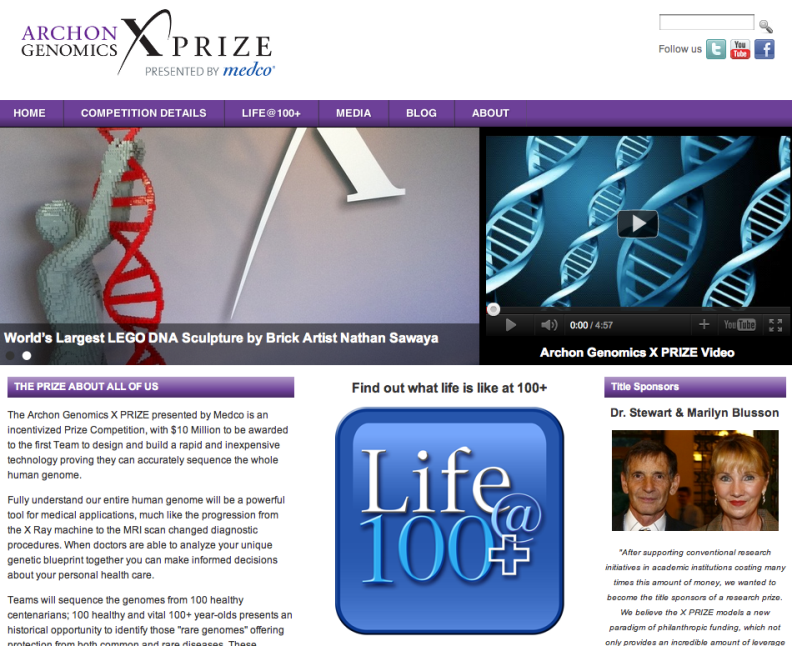 ARCHON
GENOMICS
X PRIZE
PRESENTED BY medco
Follow us
You
Tube
HOME
COMPETITION DETAILS
LIFE@100+
MEDIA
BLOG
ABOUT
World's Largest LEGO DNA Sculpture by Brick Artist Nathan Sawaya
0:00 / 4:57
YouTube
Archon Genomics X PRIZE Video
THE PRIZE ABOUT ALL OF US
The Archon Genomics X PRIZE presented by Medco is an
incentivized Prize Competition, with $10 Million to be awarded
to the first Team to design and build a rapid and inexpensive
technology proving they can accurately sequence the whole
human genome.
Fully understand our entire human genome will be a powerful
tool for medical applications, much like the progression from
the X Ray machine to the MRI scan changed diagnostic
procedures. When doctors are able to analyze your unique
genetic blueprint together you can make informed decisions
about your personal health care.
Teams will sequence the genomes from 100 healthy
centenarians; 100 healthy and vital 100+ year-olds presents an
historical opportunity to identify those "rare genomes" offering
protection from both common and rare diseases. These
Find out what life is like at 100+
Life
@
100+
Title Sponsors
Dr. Stewart & Marilyn Blusson
"After supporting conventional research
initiatives in academic institutions costing many
times this amount of money, we wanted to
become the title sponsors of a research prize.
We believe the X PRIZE models a new
paradigm of philanthropic funding, which not
only provides an incredible amount of leverage